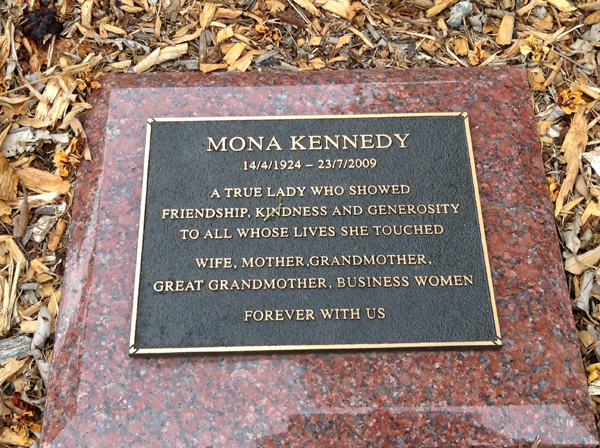 MONA KENNEDY
14/4/1924 – 23/7/2009
A TRUE LADY WHO SHOWED
FRIENDSHIP, KINDNESS AND GENEROSITY
TO ALL WHOSE LIVES SHE TOUCHED
WIFE, MOTHER,GRANDMOTHER,
GREAT GRANDMOTHER, BUSINESS WOMEN
FOREVER WITH US